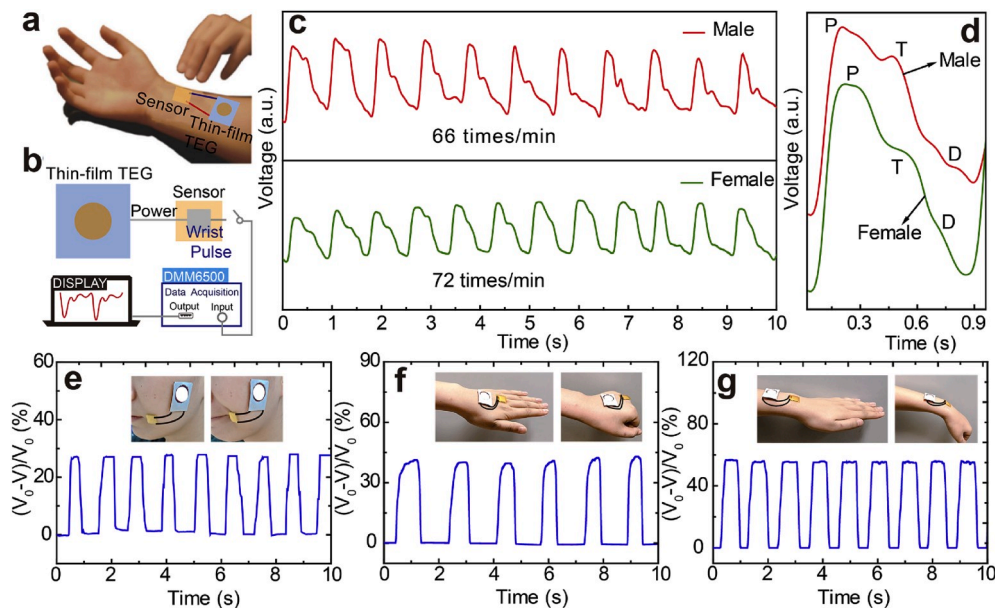 a
Sensor
Thin-film
TEG
b
Thin-film TEG
Power
Sensor
Wrist
Pulse
DISPLAY
DMM6500
Data Acquisition
Output
Input
c
Male
66 times/min
Female
72 times/min
Voltage (a.u.)
0 1 2 3 4 5 6 7 8 9 10
Time (s)
d
P
T
Male
P
D
T
Female
D
Voltage (a.u.)
0.3 0.6 0.9
Time (s)
e
60
40
20
0
(V₀-V)/V₀ (%)
0 2 4 6 8 10
Time (s)
f
90
60
30
0
(V₀-V)/V₀ (%)
0 2 4 6 8 10
Time (s)
g
120
80
40
0
(V₀-V)/V₀ (%)
0 2 4 6 8 10
Time (s)